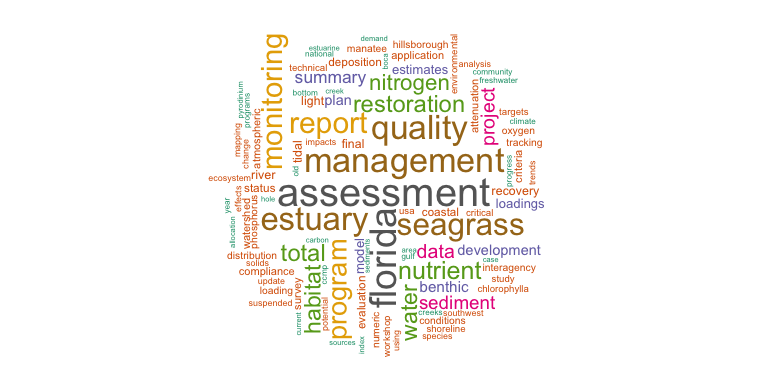 demand
estuarine
national
manatee
hillsborough
boca
application
environmental
technical
deposition
estimates
analysis
monitoring
summary
nitrogen
community
freshwater
bottom
creek
light
plan
restoration
attenuation
project
targets
pyrodinium
programs
atmospheric
report
quality
climate
oxygen
mapping
change
tidal
impacts
final
tracking
management
progress
criteria
trends
old
ecosystem
river
status
assessment
recovery
loadings
year
effects
hole
allocation
watershed
phosphorus
estuary
florida
usa
coastal
critical
seagrass
distribution
solids
total
carbon
program
model
sediments
area
gulf
data
development
case
compliance
habitat
ccmp
nutrient
interagency
update
study
loading
survey
potential
evaluation
water
benthic
chlorophylla
suspended
sediment
current
numeric
creeks
southwest
conditions
shoreline
species
sources
index
workshop
using